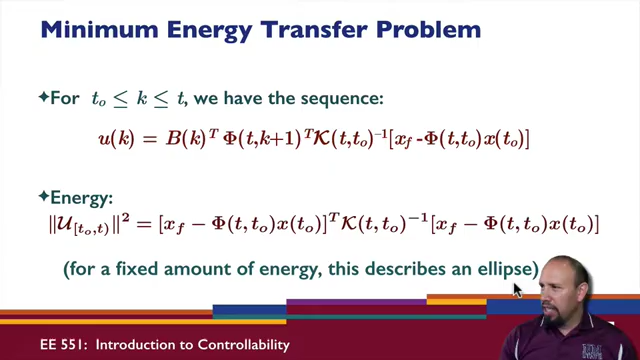 Minimum Energy Transfer Problem
✦For t₀ ≤ k ≤ t, we have the sequence:
u(k) = B(k)ᵀ Φ(t,k+1)ᵀ𝒦(t,t₀)⁻¹[x_f -Φ(t,t₀)x(t₀)]
✦Energy:
‖𝒰_[t₀,t)‖² = [x_f − Φ(t, t₀)x(t₀)]ᵀ𝒦(t, t₀)⁻¹[x_f − Φ(t, t₀)x(t₀)]
(for a fixed amount of energy, this describes an ellipse)
EE 551: Introduction to Controllability